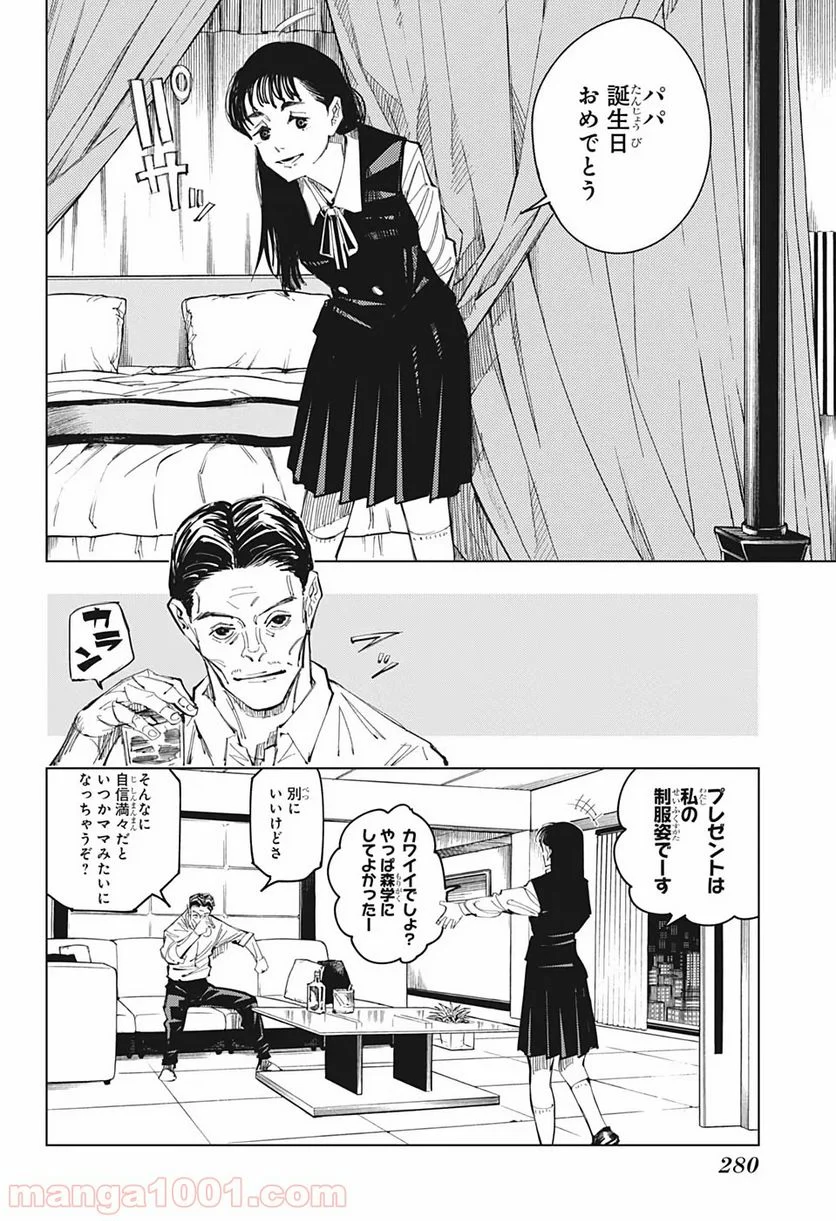 パパ
誕生日
おめでとう
バサッ
カラン
プレゼントは
私の
制服姿でーす
カワイイでしょ?
やっぱ森学に
してよかったー
別に
いいけどさ
そんなに
自信満々だと
いつかママみたいに
なっちゃうぞ?
280
manga1001.com